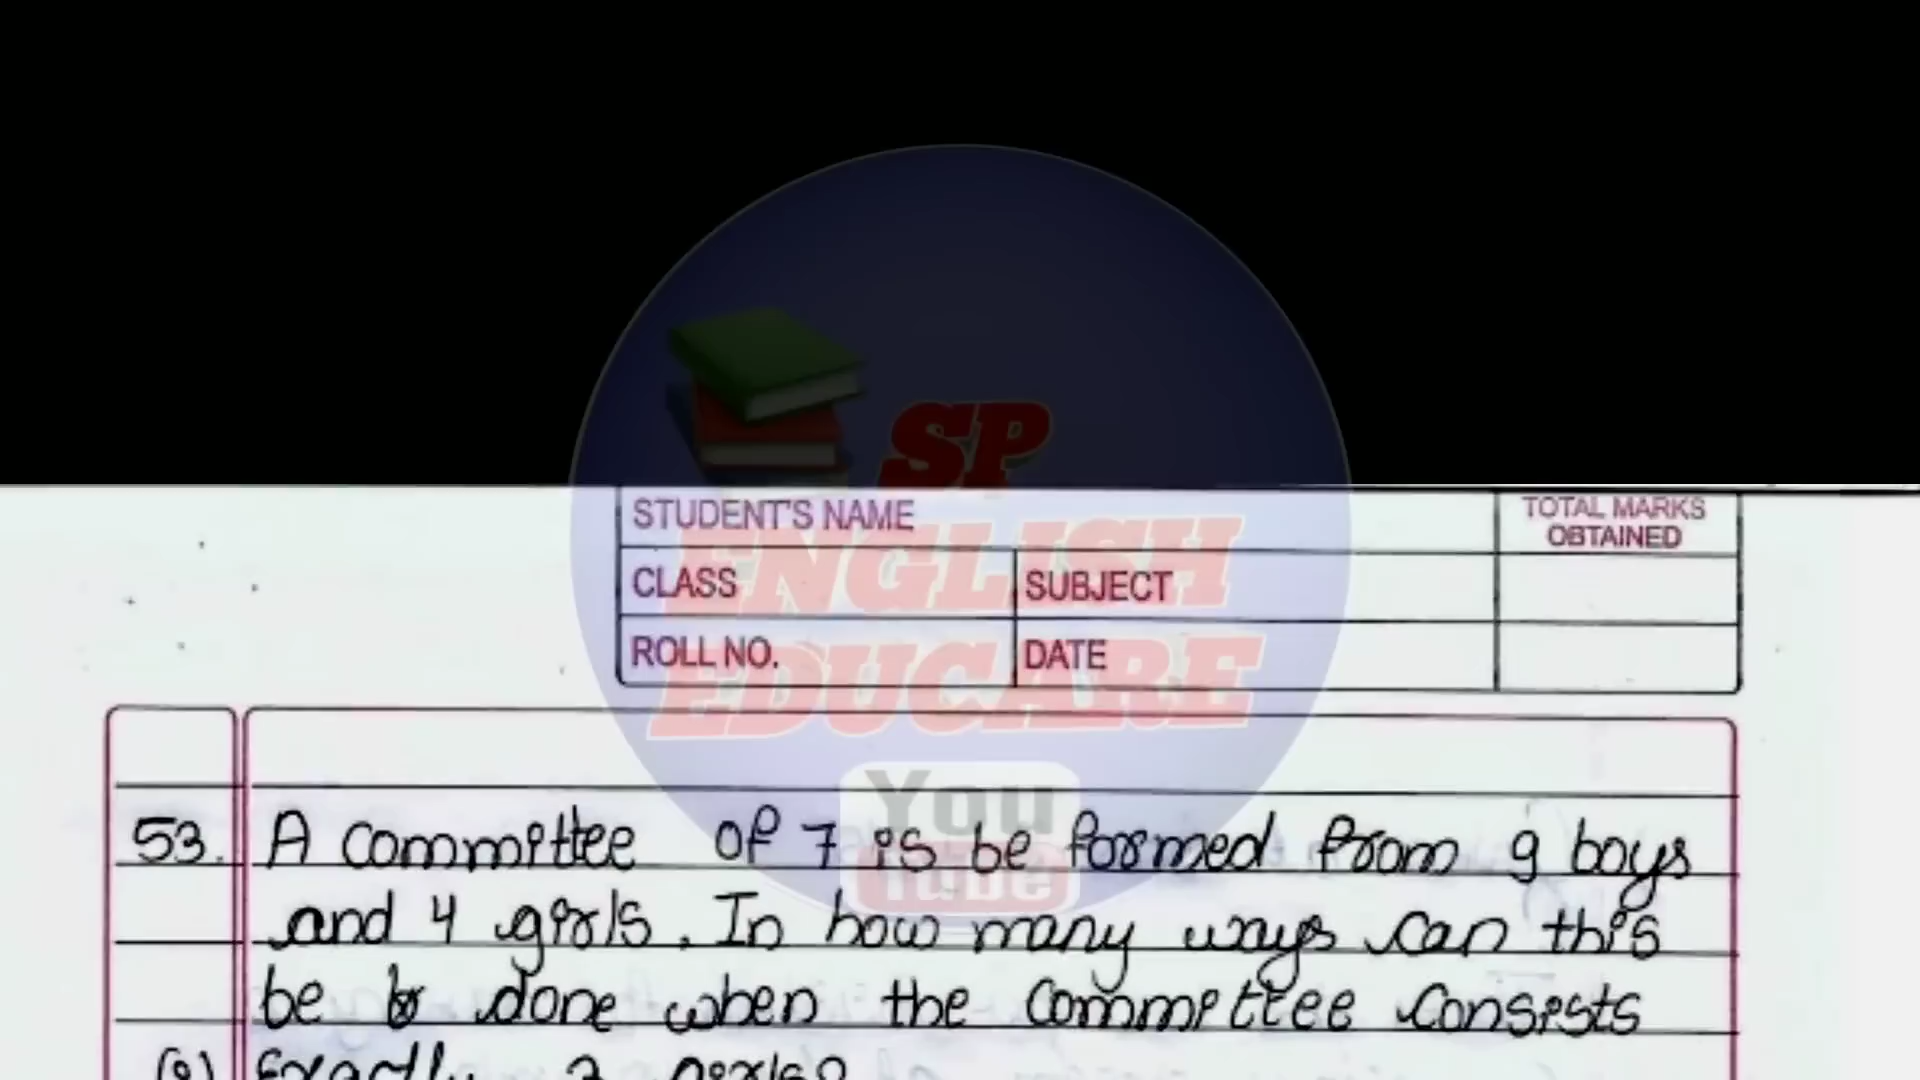 SP
ENGLISH
EDUCARE
You
Tube
STUDENT'S NAME
TOTAL MARKS
OBTAINED
CLASS
SUBJECT
ROLL NO.
DATE
53. A committee of 7 is be formed from 9 boys
and 4 girls. In how many ways can this
be done when the committee consists
Exactly girls?